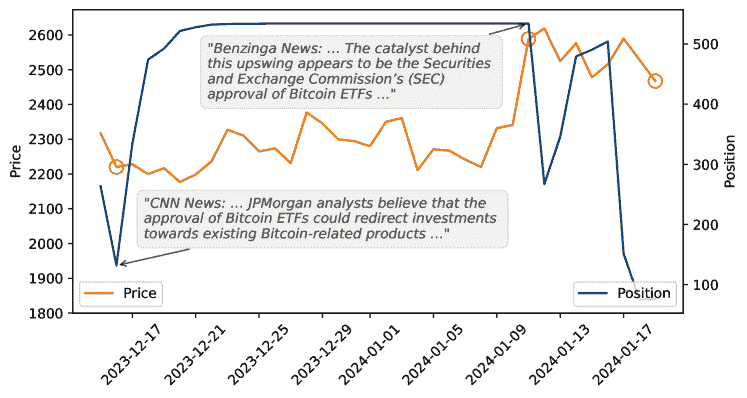 2600
2500
2400
2300
2200
2100
2000
1900
1800
Price
"Benzinga News: ... The catalyst behind
this upswing appears to be the Securities
and Exchange Commission's (SEC)
approval of Bitcoin ETFs ..."
"CNN News: ... JPMorgan analysts believe that the
approval of Bitcoin ETFs could redirect investments
towards existing Bitcoin-related products ..."
Price
Position
500
400
300
200
100
Position
2023-12-17
2023-12-21
2023-12-25
2023-12-29
2024-01-01
2024-01-05
2024-01-09
2024-01-13
2024-01-17